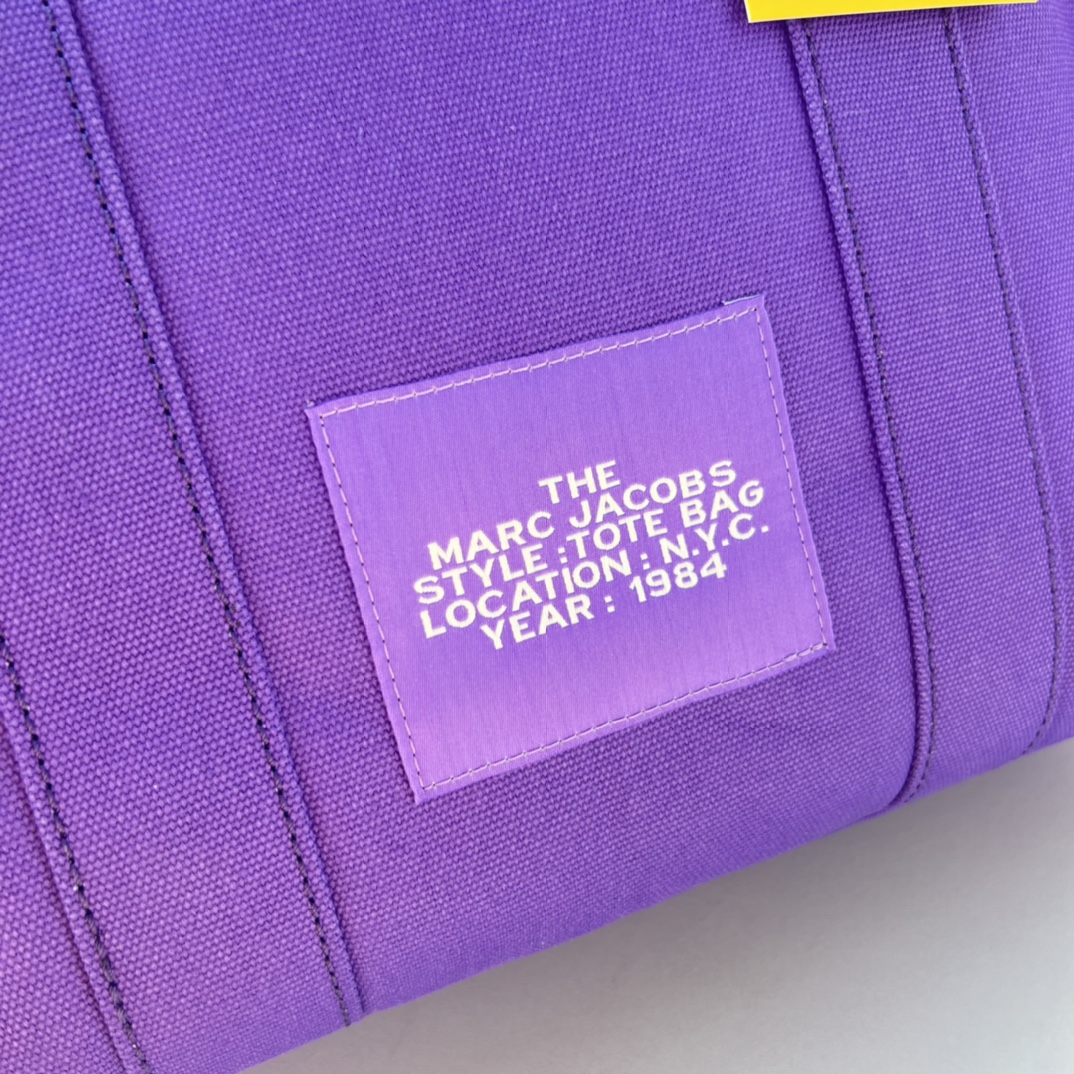 THE
MARC JACOBS
STYLE :TOTE BAG
LOCATION : N.Y.C.
YEAR : 1984